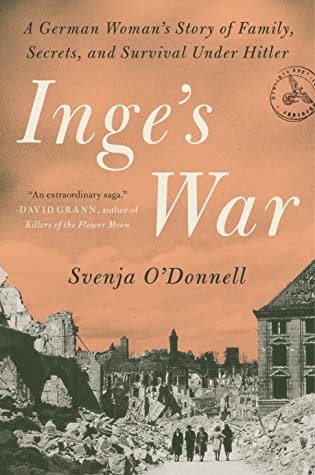 A German Woman's Story of Family,
Secrets, and Survival Under Hitler
Inge's
War
"An extraordinary saga."
-DAVID GRANN, author of
Killers of the Flower Moon
Svenja O'Donnell